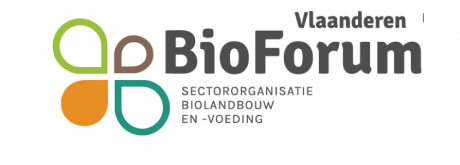 Vlaanderen
BioForum
SECTORORGANISATIE
BIOLANDBOUW
EN -VOEDING